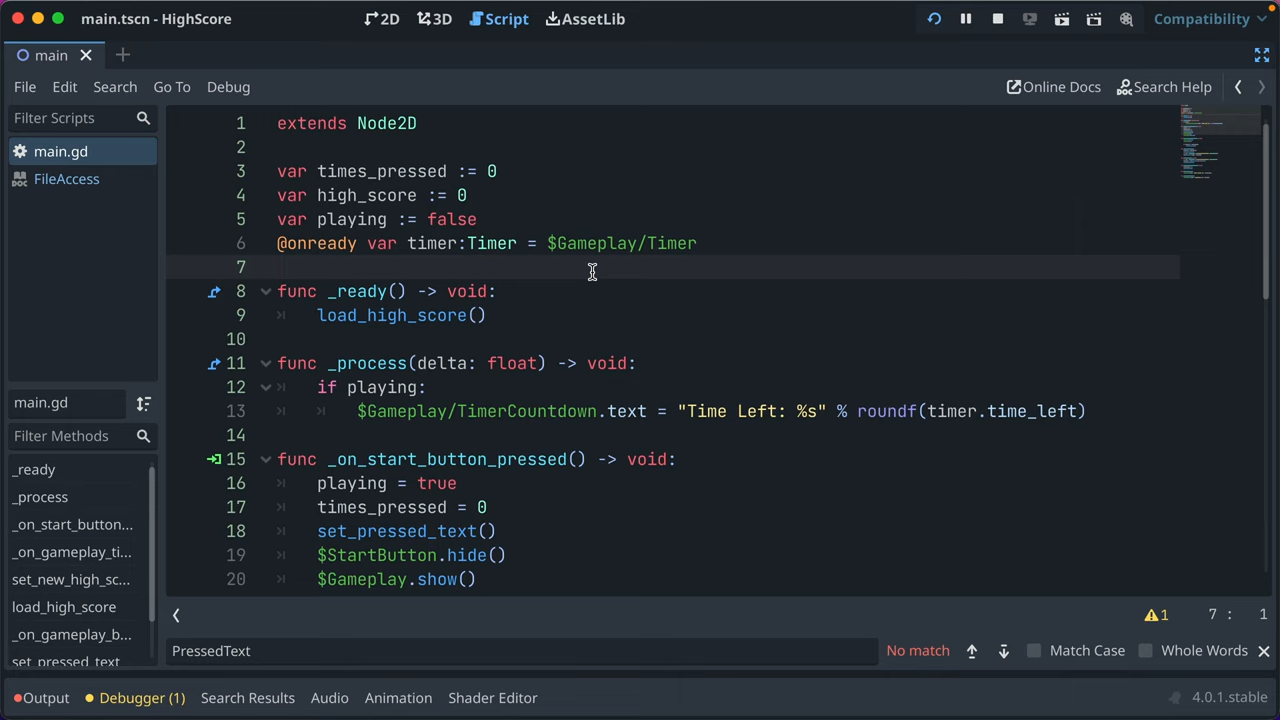 main.tscn - HighScore
2D 3D Script AssetLib
Compatibility
main
File Edit Search Go To Debug
Online Docs Search Help
Filter Scripts
main.gd
FileAccess
main.gd
Filter Methods
_ready
_process
_on_start_button...
_on_gameplay_ti...
set_new_high_sc...
load_high_score
_on_gameplay_b...
set_pressed_text
1 extends Node2D
2
3 var times_pressed := 0
4 var high_score := 0
5 var playing := false
6 @onready var timer:Timer = $Gameplay/Timer
7
8 func _ready() -> void:
9 load_high_score()
10
11 func _process(delta: float) -> void:
12 if playing:
13 $Gameplay/TimerCountdown.text = "Time Left: %s" % roundf(timer.time_left)
14
15 func _on_start_button_pressed() -> void:
16 playing = true
17 times_pressed = 0
18 set_pressed_text()
19 $StartButton.hide()
20 $Gameplay.show()
1 7 : 1
PressedText No match Match Case Whole Words
Output Debugger (1) Search Results Audio Animation Shader Editor 4.0.1.stable